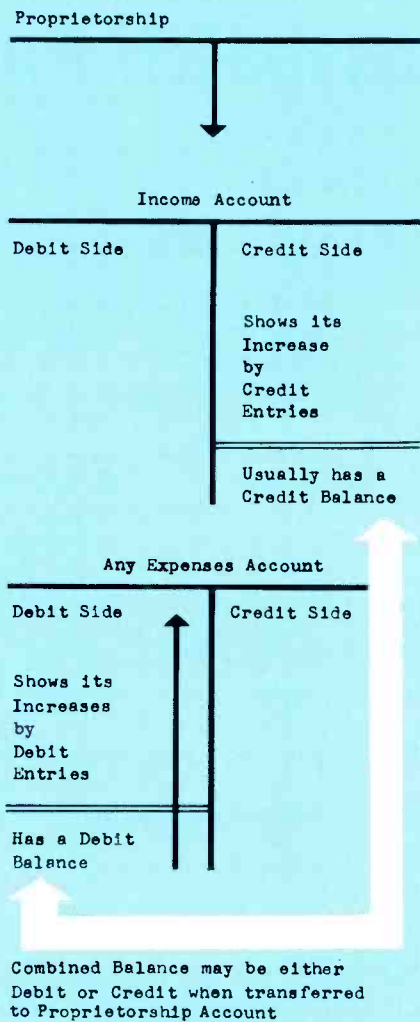 Proprietorship
Income Account
Debit Side
Credit Side
Shows its
Increase
by
Credit
Entries
Usually has a
Credit Balance
Any Expenses Account
Debit Side
Credit Side
Shows its
Increases
by
Debit
Entries
Has a Debit
Balance
Combined Balance may be either
Debit or Credit when transferred
to Proprietorship Account